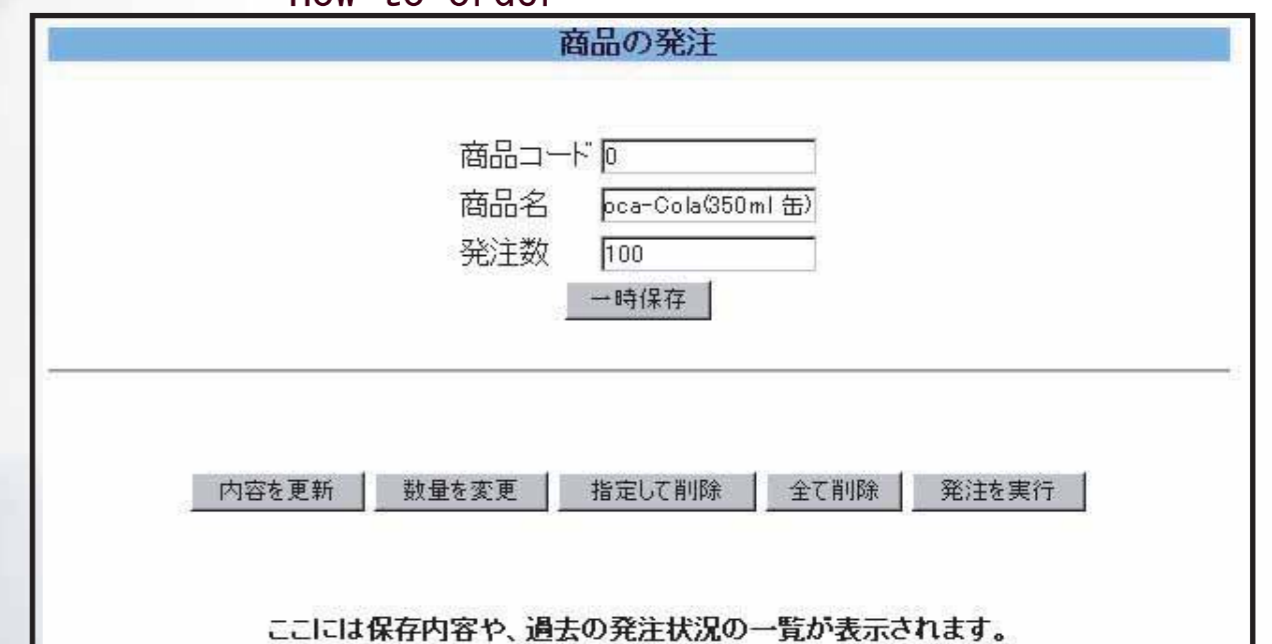 How to order
商品の発注
商品コード 0
商品名 oca-Cola(350ml 缶)
発注数 100
一時保存
内容を更新 数量を変更 指定して削除 全て削除 発注を実行
ここには保存内容や、過去の発注状況の一覧が表示されます。